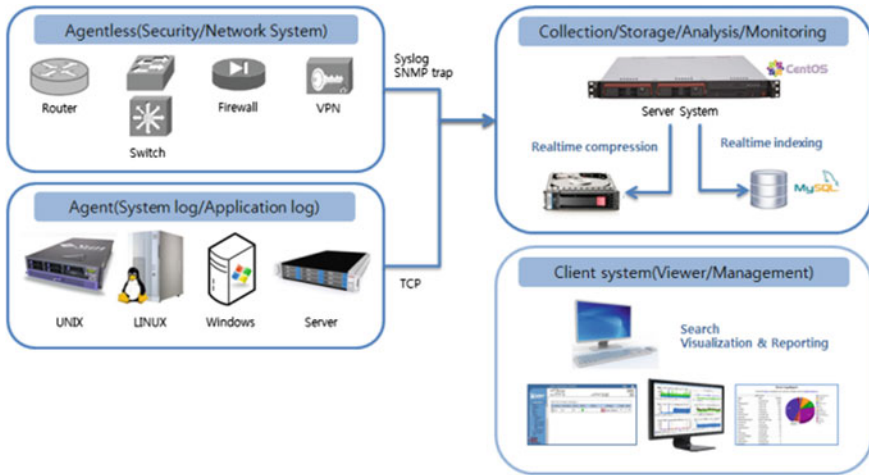 Agentless(Security/Network System)
Router
Switch
Firewall
VPN
Syslog
SNMP trap
Agent(System log/Application log)
UNIX
LINUX
Windows
Server
TCP
Collection/Storage/Analysis/Monitoring
CentOS
Server System
Realtime compression
Realtime indexing
MySQL
Client system(Viewer/Management)
Search
Visualization & Reporting